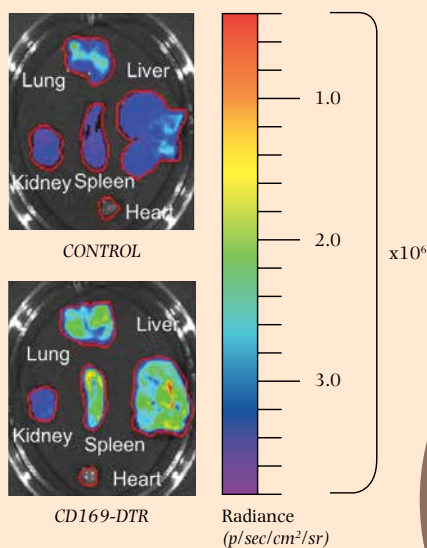 Lung
Liver
Kidney
Spleen
Heart
CONTROL
Liver
Lung
Kidney
Spleen
Heart
CD169-DTR
1.0
2.0
3.0
x10⁶
Radiance
(p/sec/cm²/sr)